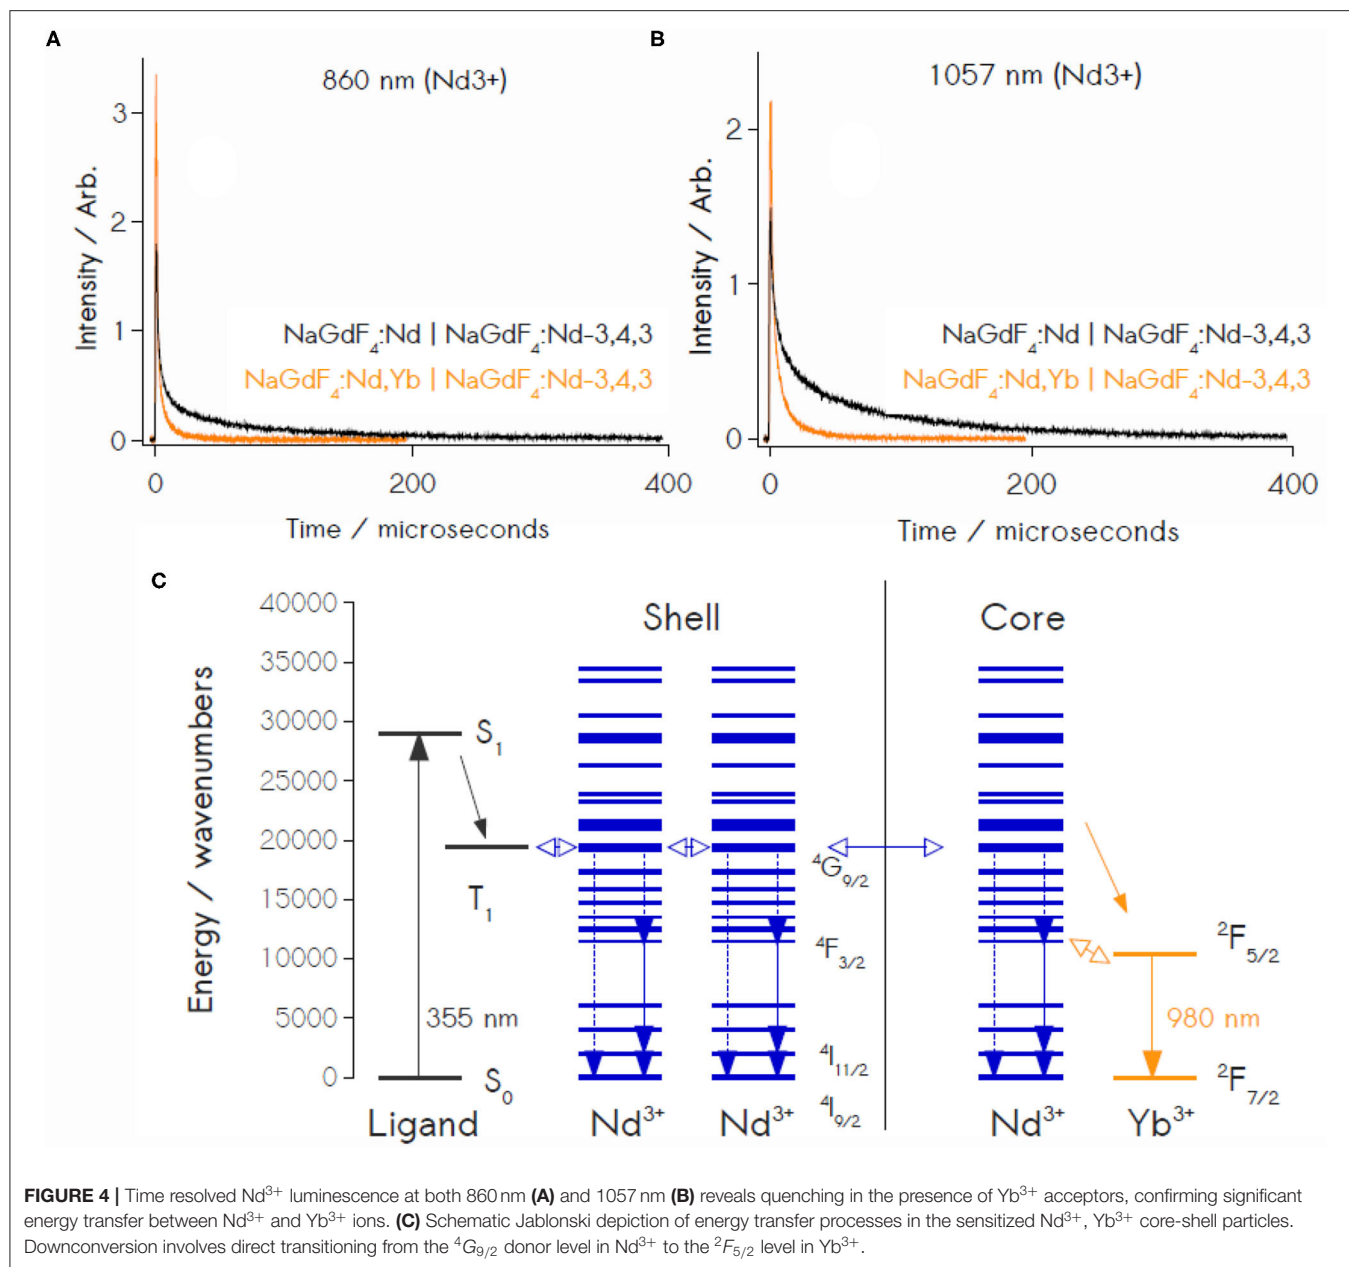 A
860 nm (Nd3+)
3
2
1
0
Intensity / Arb.
NaGdF₄:Nd | NaGdF₄:Nd-3,4,3
NaGdF₄:Nd,Yb | NaGdF₄:Nd-3,4,3
0 200 400
Time / microseconds
B
1057 nm (Nd3+)
2
1
0
Intensity / Arb.
NaGdF₄:Nd | NaGdF₄:Nd-3,4,3
NaGdF₄:Nd,Yb | NaGdF₄:Nd-3,4,3
0 200 400
Time / microseconds
C
Energy / wavenumbers
40000
35000
30000
25000
20000
15000
10000
5000
0
Shell
Core
S₁
T₁
355 nm
S₀
⁴G₉/₂
⁴F₃/₂
⁴I₁₁/₂
⁴I₉/₂
²F₅/₂
980 nm
²F₇/₂
Ligand Nd³⁺ Nd³⁺ Nd³⁺ Yb³⁺
FIGURE 4 | Time resolved Nd³⁺ luminescence at both 860 nm (A) and 1057 nm (B) reveals quenching in the presence of Yb³⁺ acceptors, confirming significant
energy transfer between Nd³⁺ and Yb³⁺ ions. (C) Schematic Jablonski depiction of energy transfer processes in the sensitized Nd³⁺, Yb³⁺ core-shell particles.
Downconversion involves direct transitioning from the ⁴G₉/₂ donor level in Nd³⁺ to the ²F₅/₂ level in Yb³⁺.